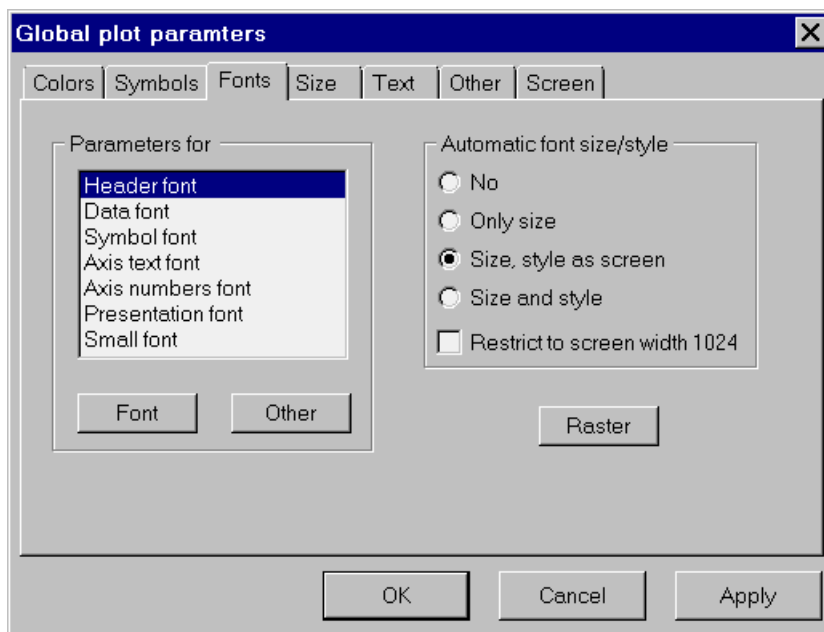 Global plot paramters
Colors Symbols Fonts Size Text Other Screen
Parameters for
Header font
Data font
Symbol font
Axis text font
Axis numbers font
Presentation font
Small font
Font Other
Automatic font size/style
No
Only size
Size, style as screen
Size and style
Restrict to screen width 1024
Raster
OK Cancel Apply